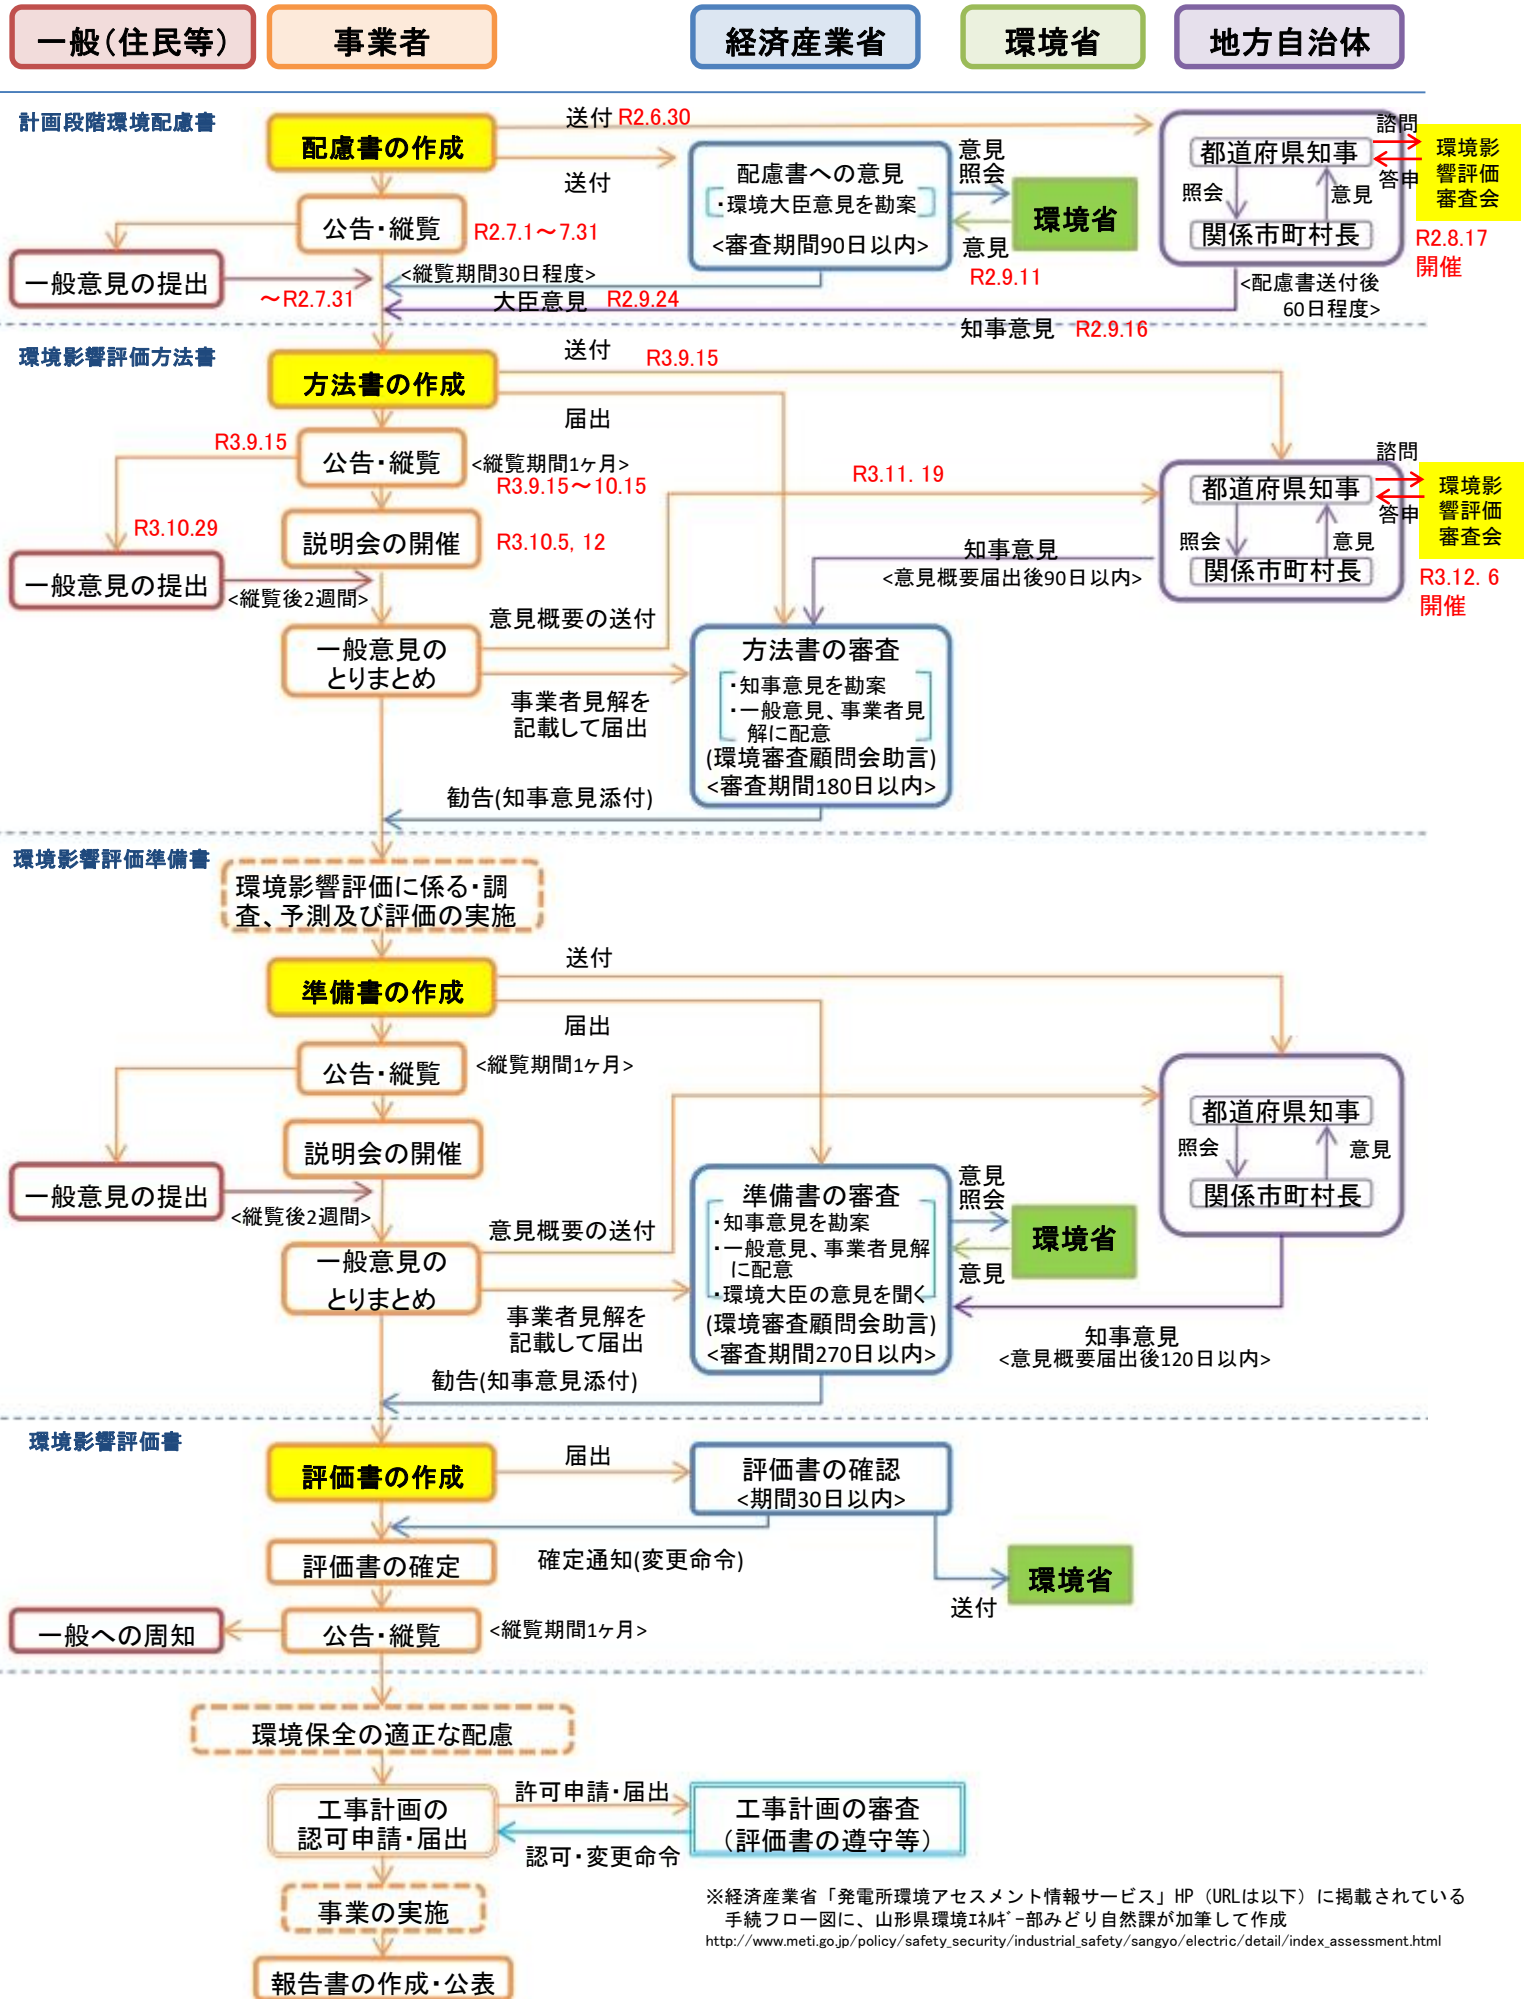 一般(住民等)
事業者
経済産業省
環境省
地方自治体
計画段階環境配慮書
配慮書の作成
送付 R2.6.30
送付
公告・縦覧
R2.7.1～7.31
一般意見の提出
～R2.7.31
<縦覧期間30日程度>
大臣意見 R2.9.24
配慮書への意見
・環境大臣意見を勘案
<審査期間90日以内>
意見
照会
環境省
意見
R2.9.11
都道府県知事
照会
意見
関係市町村長
諮問
答申
環境影
響評価
審査会
R2.8.17
開催
<配慮書送付後
60日程度>
知事意見 R2.9.16
環境影響評価方法書
方法書の作成
送付
R3.9.15
届出
R3.9.15
公告・縦覧
<縦覧期間1ヶ月>
R3.9.15～10.15
R3.10.29
説明会の開催
R3.10.5, 12
一般意見の提出
<縦覧後2週間>
一般意見の
とりまとめ
意見概要の送付
R3.11. 19
事業者見解を
記載して届出
知事意見
<意見概要届出後90日以内>
都道府県知事
照会
意見
関係市町村長
諮問
答申
環境影
響評価
審査会
R3.12. 6
開催
方法書の審査
・知事意見を勘案
・一般意見、事業者見
解に配意
(環境審査顧問会助言)
<審査期間180日以内>
勧告(知事意見添付)
環境影響評価準備書
環境影響評価に係る・調
査、予測及び評価の実施
準備書の作成
送付
届出
公告・縦覧
<縦覧期間1ヶ月>
説明会の開催
一般意見の提出
<縦覧後2週間>
一般意見の
とりまとめ
意見概要の送付
事業者見解を
記載して届出
準備書の審査
・知事意見を勘案
・一般意見、事業者見解
に配意
・環境大臣の意見を聞く
(環境審査顧問会助言)
<審査期間270日以内>
意見
照会
環境省
意見
都道府県知事
照会
意見
関係市町村長
知事意見
<意見概要届出後120日以内>
勧告(知事意見添付)
環境影響評価書
評価書の作成
届出
評価書の確認
<期間30日以内>
確定通知(変更命令)
評価書の確定
環境省
送付
一般への周知
公告・縦覧
<縦覧期間1ヶ月>
環境保全の適正な配慮
工事計画の
認可申請・届出
許可申請・届出
認可・変更命令
工事計画の審査
(評価書の遵守等)
事業の実施
報告書の作成・公表
※経済産業省「発電所環境アセスメント情報サービス」HP（URLは以下）に掲載されている
手続フロー図に、山形県環境ｴﾈﾙｷﾞｰ部みどり自然課が加筆して作成
http://www.meti.go.jp/policy/safety_security/industrial_safety/sangyo/electric/detail/index_assessment.html